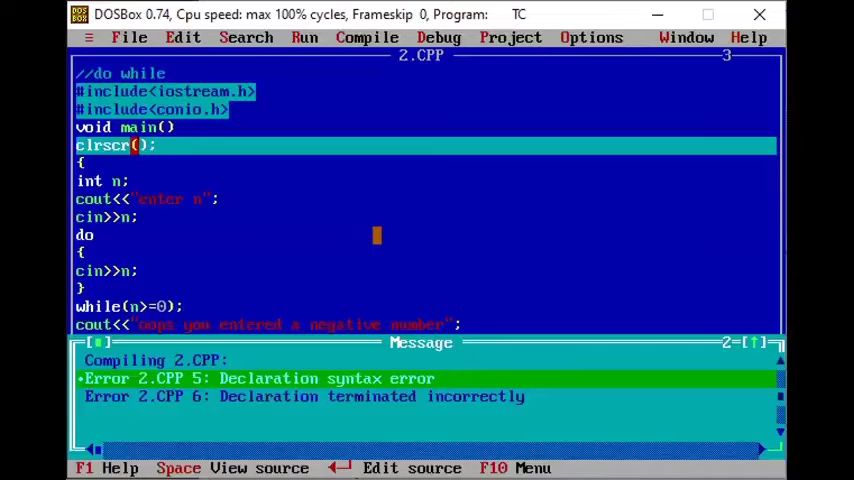 DOSBox 0.74, Cpu speed: max 100% cycles, Frameskip 0, Program: TC
≡ File Edit Search Run Compile Debug Project Options Window Help
2.CPP 3
//do while
#include<iostream.h>
#include<conio.h>
void main()
clrscr();
{
int n;
cout<<"enter n";
cin>>n;
do
{
cin>>n;
}
while(n>=0);
cout<<"oops you entered a negative number";
Message 2=[↑]
Compiling 2.CPP:
•Error 2.CPP 5: Declaration syntax error
Error 2.CPP 6: Declaration terminated incorrectly
F1 Help Space View source ←┘ Edit source F10 Menu